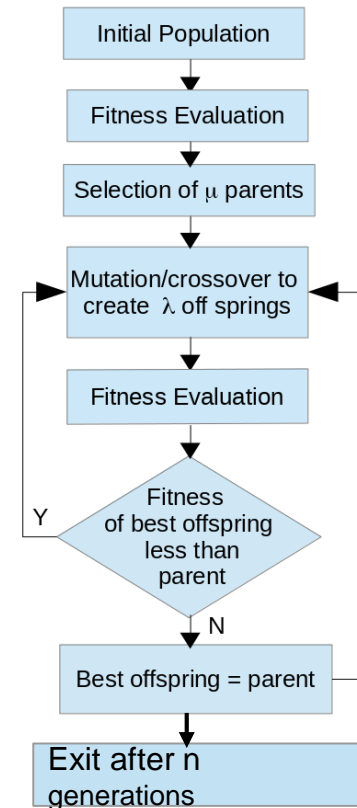 Initial Population
Fitness Evaluation
Selection of μ parents
Mutation/crossover to
create λ off springs
Fitness Evaluation
Fitness
of best offspring
less than
parent
Y
N
Best offspring = parent
Exit after n
generations